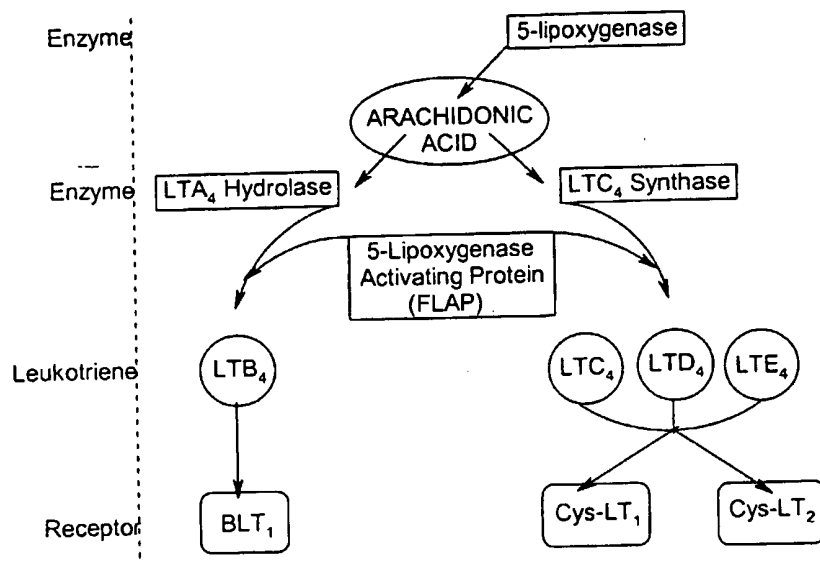 Enzyme
5-lipoxygenase
ARACHIDONIC
ACID
Enzyme
LTA4 Hydrolase
LTC4 Synthase
5-Lipoxygenase
Activating Protein
(FLAP)
Leukotriene
LTB4
LTC4
LTD4
LTE4
Receptor
BLT1
Cys-LT1
Cys-LT2